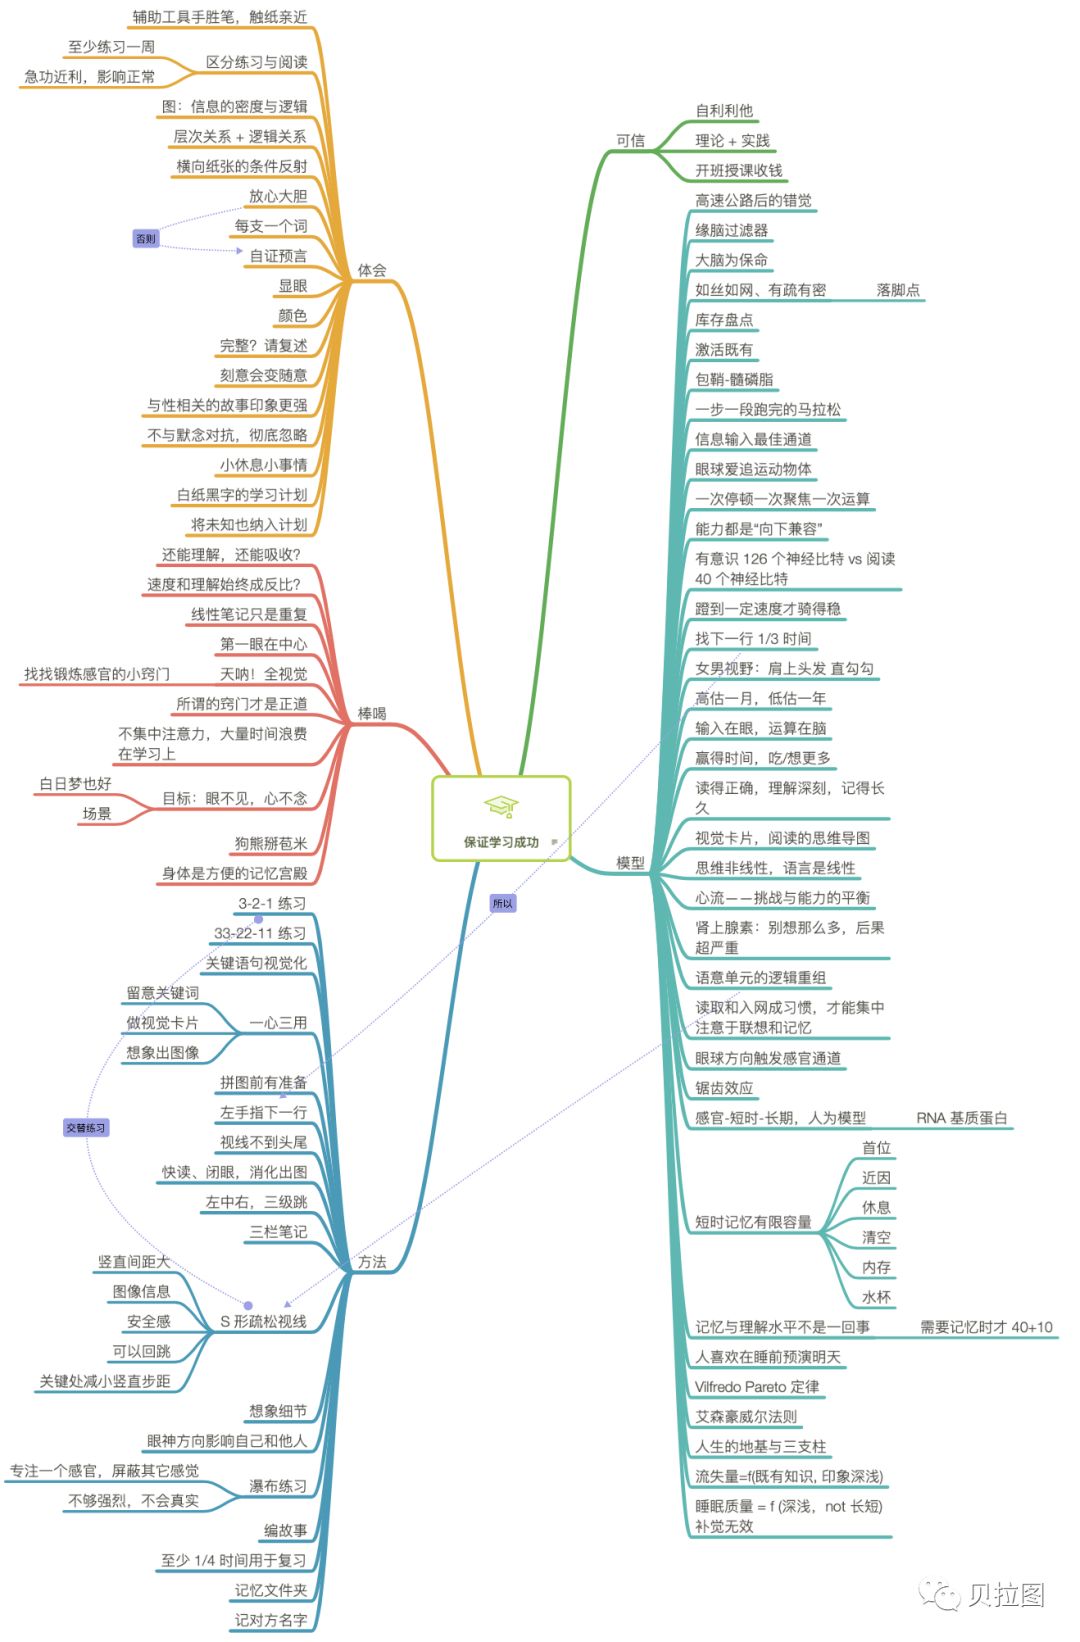 辅助工具手胜笔，触纸亲近
至少练习一周
区分练习与阅读
急功近利，影响正常
图：信息的密度与逻辑
层次关系 + 逻辑关系
横向纸张的条件反射
放心大胆
每支一个词
否则
自证预言
体会
显眼
颜色
完整？请复述
刻意会变随意
与性相关的故事印象更强
不与默念对抗，彻底忽略
小休息小事情
白纸黑字的学习计划
将未知也纳入计划
还能理解，还能吸收？
速度和理解始终成反比？
线性笔记只是重复
第一眼在中心
找找锻炼感官的小窍门
天呐！全视觉
所谓的窍门才是正道
棒喝
不集中注意力，大量时间浪费
在学习上
白日梦也好
目标：眼不见，心不念
场景
狗熊掰苞米
身体是方便的记忆宫殿
保证学习成功
所以
3-2-1 练习
33-22-11 练习
关键语句视觉化
留意关键词
做视觉卡片
一心三用
想象出图像
拼图前有准备
左手指下一行
交替练习
视线不到头尾
快读、闭眼，消化出图
左中右，三级跳
三栏笔记
方法
竖直间距大
图像信息
安全感
S 形疏松视线
可以回跳
关键处减小竖直步距
想象细节
眼神方向影响自己和他人
专注一个感官，屏蔽其它感觉
瀑布练习
不够强烈，不会真实
编故事
至少 1/4 时间用于复习
记忆文件夹
记对方名字
可信
自利利他
理论 + 实践
开班授课收钱
模型
高速公路后的错觉
缘脑过滤器
大脑为保命
如丝如网、有疏有密
落脚点
库存盘点
激活既有
包鞘-髓磷脂
一步一段跑完的马拉松
信息输入最佳通道
眼球爱追运动物体
一次停顿一次聚焦一次运算
能力都是“向下兼容”
有意识 126 个神经比特 vs 阅读
40 个神经比特
蹬到一定速度才骑得稳
找下一行 1/3 时间
女男视野：肩上头发 直勾勾
高估一月，低估一年
输入在眼，运算在脑
赢得时间，吃/想更多
读得正确，理解深刻，记得长
久
视觉卡片，阅读的思维导图
思维非线性，语言是线性
心流——挑战与能力的平衡
肾上腺素：别想那么多，后果
超严重
语意单元的逻辑重组
读取和入网成习惯，才能集中
注意于联想和记忆
眼球方向触发感官通道
锯齿效应
感官-短时-长期，人为模型
RNA 基质蛋白
短时记忆有限容量
首位
近因
休息
清空
内存
水杯
记忆与理解水平不是一回事
需要记忆时才 40+10
人喜欢在睡前预演明天
Vilfredo Pareto 定律
艾森豪威尔法则
人生的地基与三支柱
流失量=f(既有知识, 印象深浅)
睡眠质量 = f (深浅，not 长短)
补觉无效
贝拉图